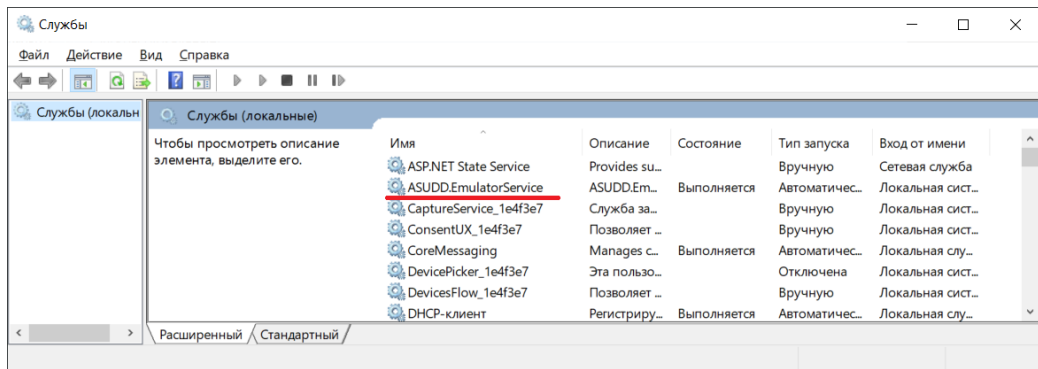 Службы
Файл Действие Вид Справка
Службы (локальн
Службы (локальные)
Чтобы просмотреть описание
элемента, выделите его.
Имя Описание Состояние Тип запуска Вход от имени
ASP.NET State Service Provides su... Вручную Сетевая служба
ASUDD.EmulatorService ASUDD.Em... Выполняется Автоматичес... Локальная сист...
CaptureService_1e4f3e7 Служба за... Вручную Локальная сист...
ConsentUX_1e4f3e7 Позволяет ... Вручную Локальная сист...
CoreMessaging Manages c... Выполняется Автоматичес... Локальная слу...
DevicePicker_1e4f3e7 Эта пользо... Отключена Локальная сист...
DevicesFlow_1e4f3e7 Позволяет ... Вручную Локальная сист...
DHCP-клиент Регистриру... Выполняется Автоматичес... Локальная слу...
Расширенный Стандартный